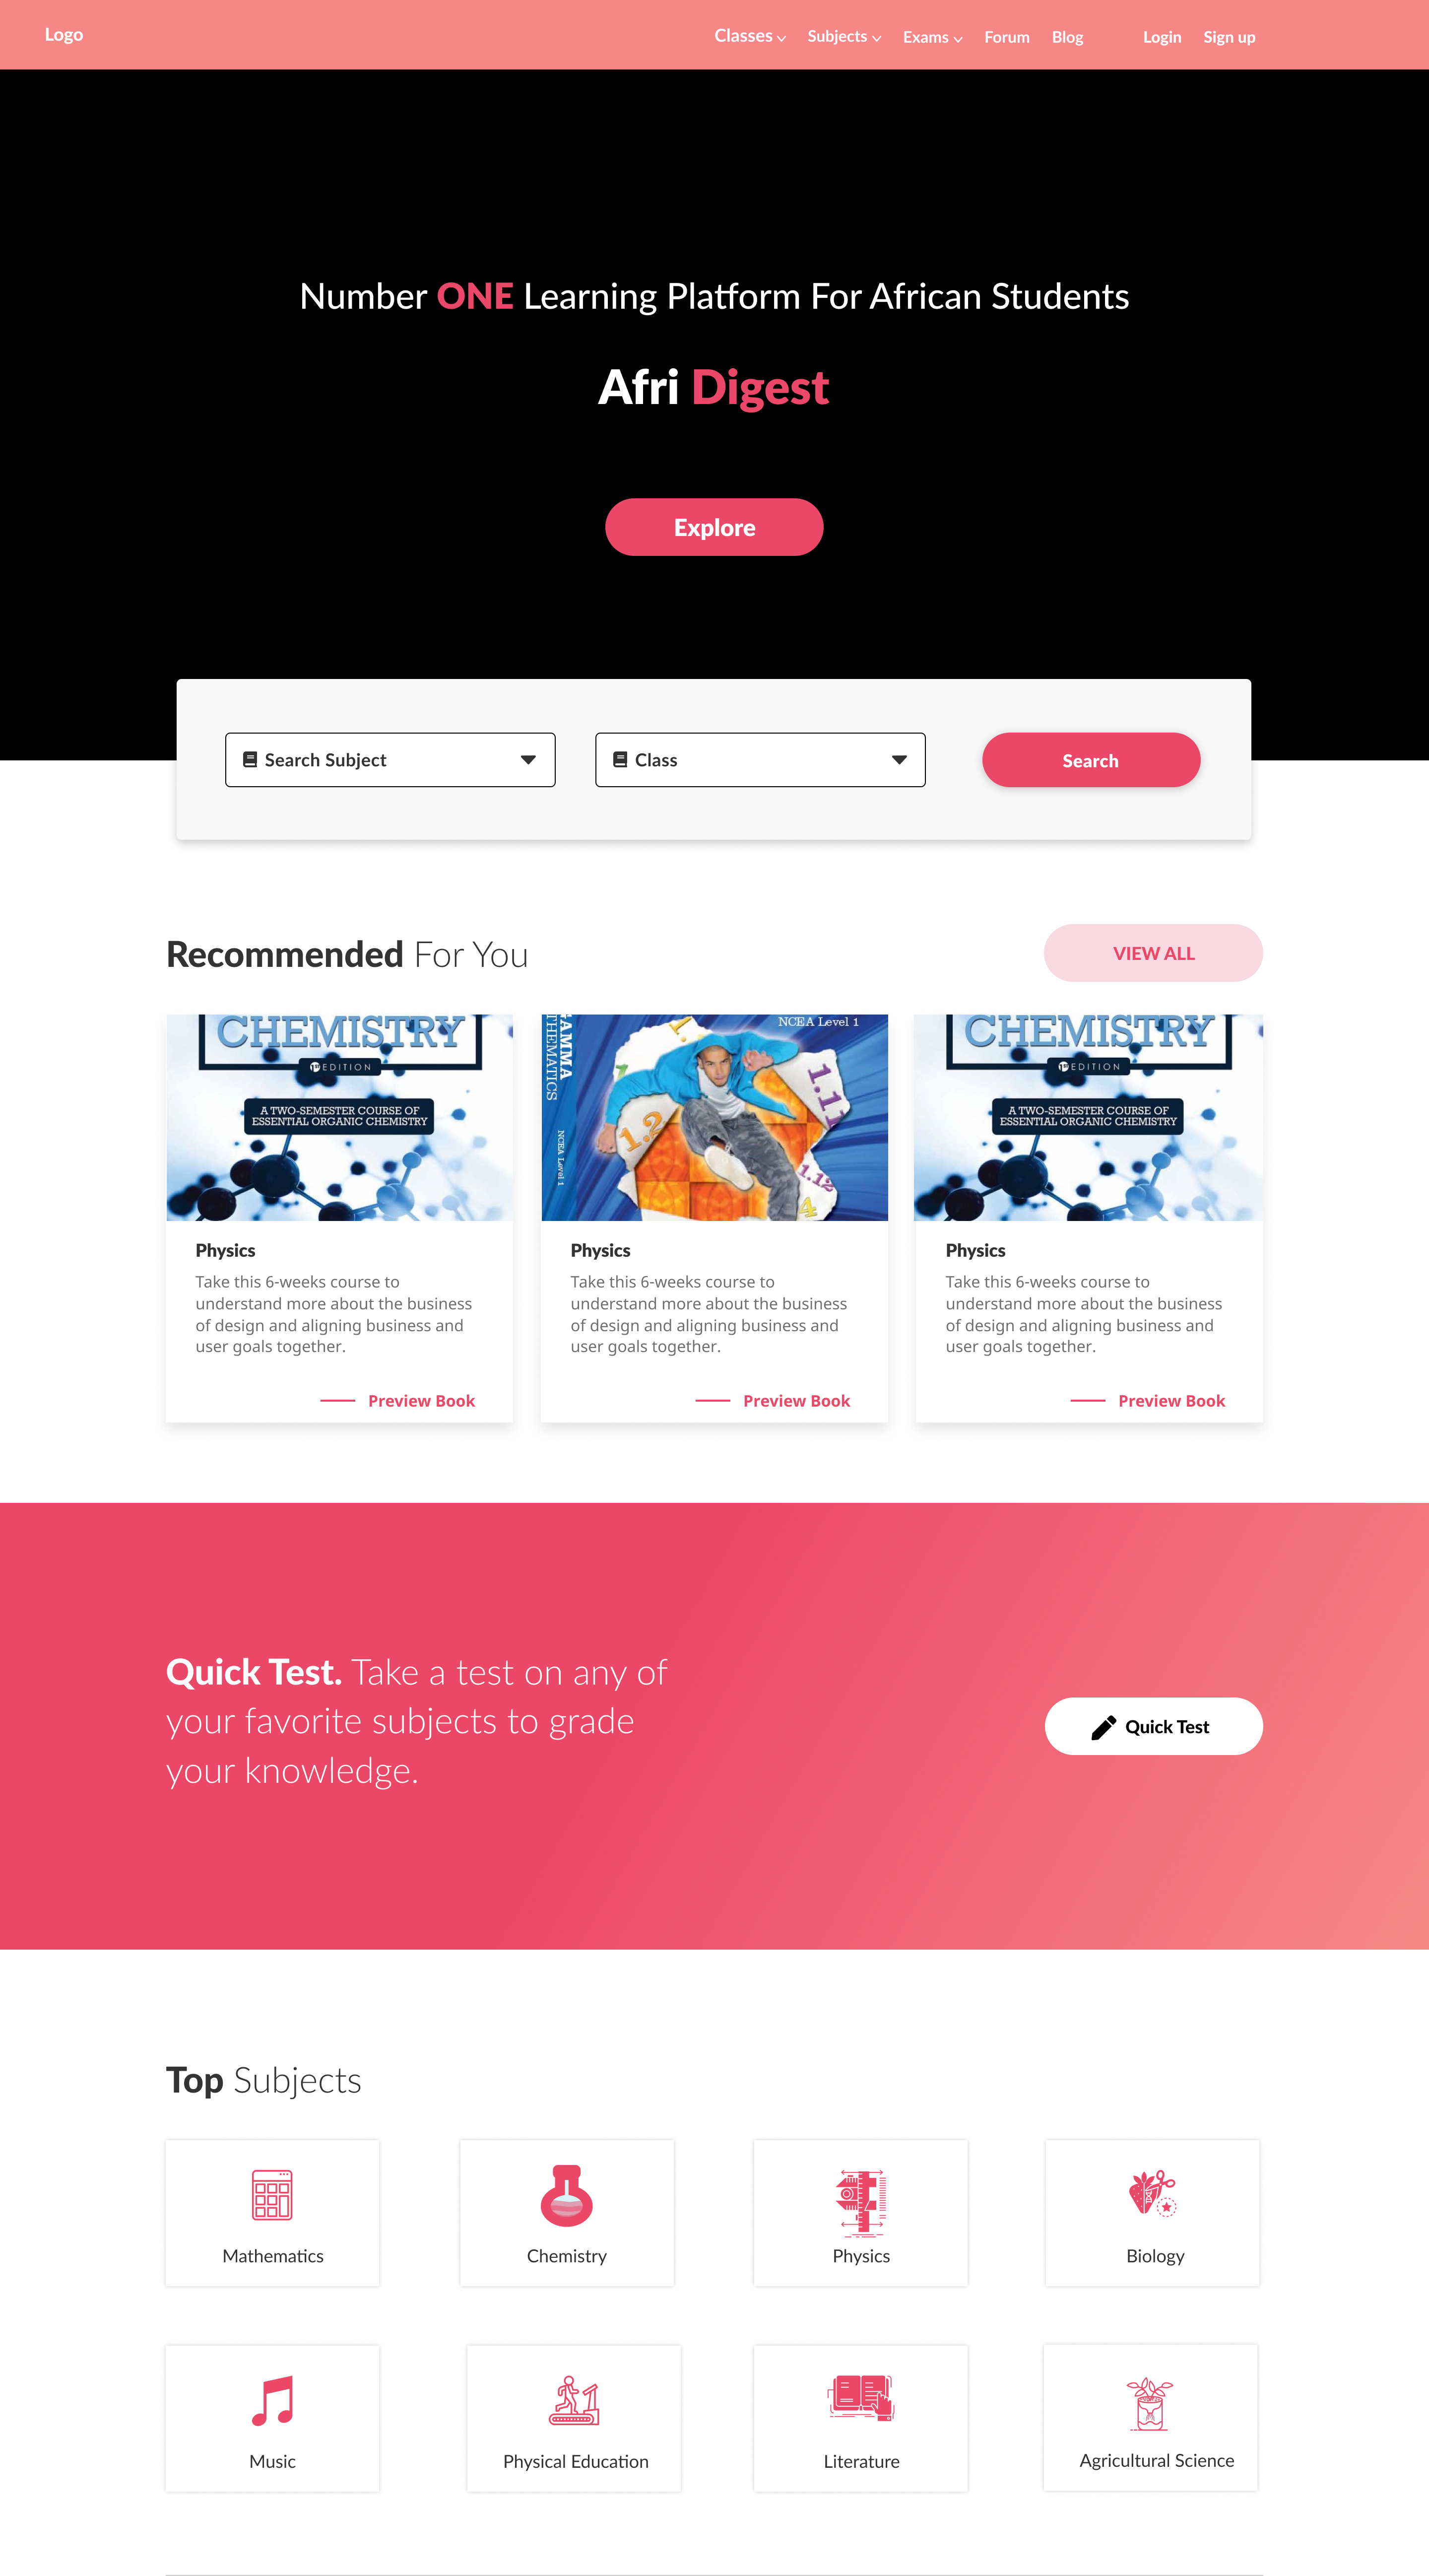 Logo
Classes
Subjects
Exams
Forum
Blog
Login
Sign up
Number ONE Learning Platform For African Students
Afri Digest
Explore
Search Subject
Class
Search
Recommended For You
VIEW ALL
CHEMISTRY
1st EDITION
A TWO-SEMESTER COURSE OF
ESSENTIAL ORGANIC CHEMISTRY
Physics
Take this 6-weeks course to
understand more about the business
of design and aligning business and
user goals together.
Preview Book
AMMA
THEMATICS
NCEA Level 1
NCEA Level 1
1.2
1.11
1.12
4
Physics
Take this 6-weeks course to
understand more about the business
of design and aligning business and
user goals together.
Preview Book
CHEMISTRY
1st EDITION
A TWO-SEMESTER COURSE OF
ESSENTIAL ORGANIC CHEMISTRY
Physics
Take this 6-weeks course to
understand more about the business
of design and aligning business and
user goals together.
Preview Book
Quick Test. Take a test on any of
your favorite subjects to grade
your knowledge.
Quick Test
Top Subjects
Mathematics
Chemistry
Physics
Biology
Music
Physical Education
Literature
Agricultural Science